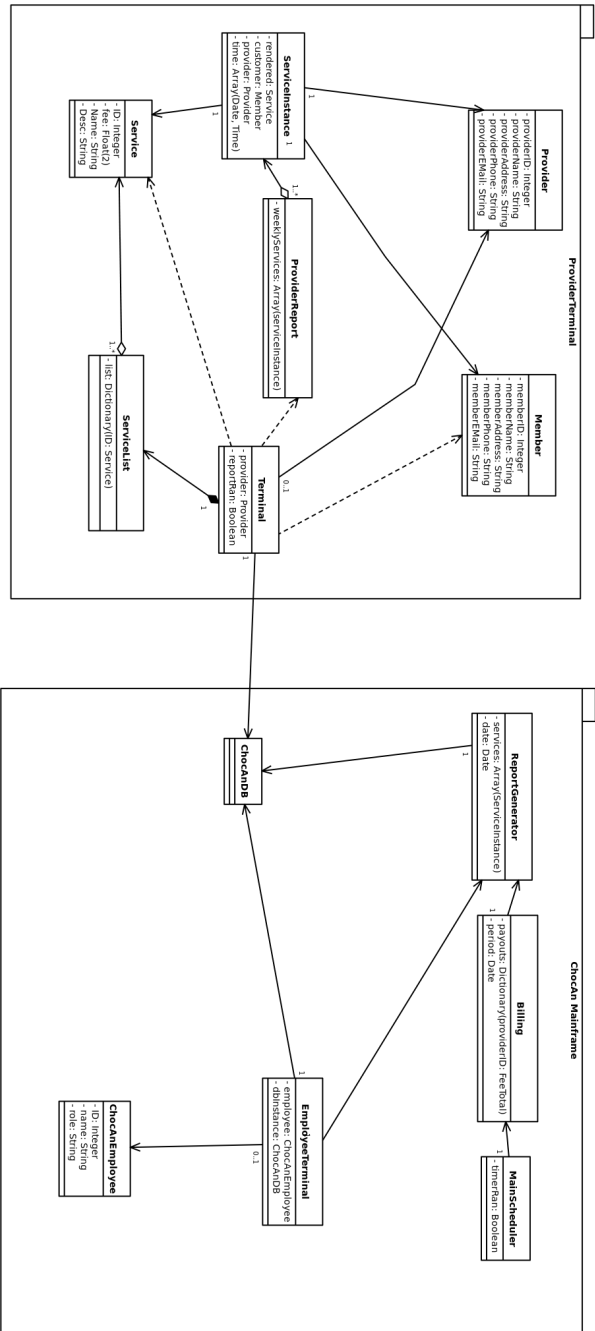 ProviderTerminal
Provider
- providerID: Integer
- providerName: String
- providerAddress: String
- providerPhone: String
- providerEMail: String
Member
- memberID: Integer
- memberName: String
- memberAddress: String
- memberPhone: String
- memberEMail: String
ServiceInstance
- rendered: Service
- customer: Member
- provider: Provider
- time: Array(Date, Time)
1
1
1
ProviderReport
- weeklyServices: Array(serviceInstance)
1..*
Terminal
- provider: Provider
- reportRan: Boolean
0..1
1
1
Service
- ID: Integer
- fee: Float(2)
- Name: String
- Desc: String
ServiceList
- list: Dictionary(ID: Service)
1..*
ChocAn Mainframe
ReportGenerator
- services: Array(ServiceInstance)
- date: Date
1
Billing
- payouts: Dictionary(providerID: FeeTotal)
- period: Date
1
MainScheduler
- timerRan: Boolean
1
ChocAnDB
EmployeeTerminal
- employee: ChocAnEmployee
- dbInstance: ChocAnDB
1
0..1
ChocAnEmployee
- ID: Integer
- name: String
- role: String